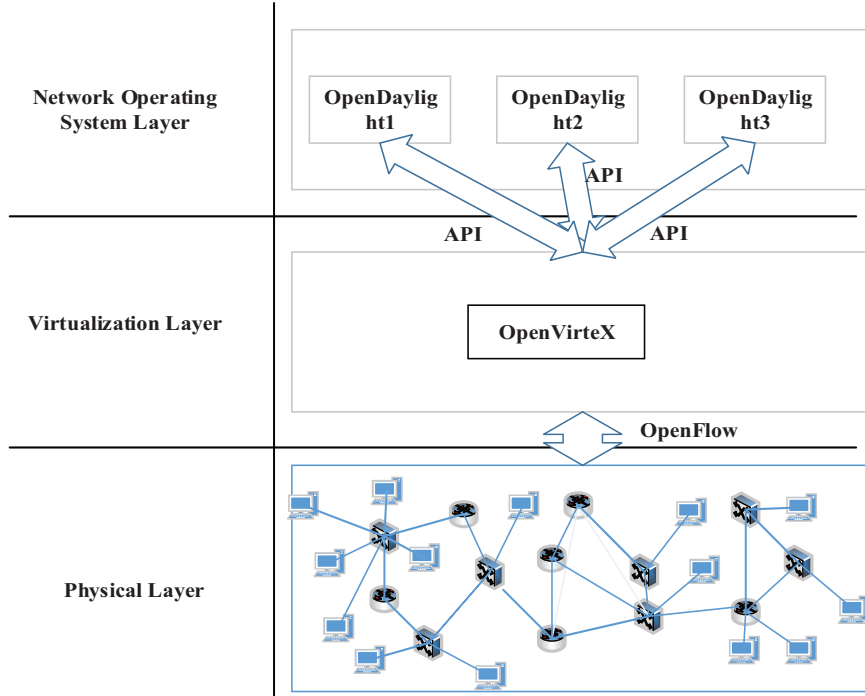 Network Operating
System Layer
OpenDaylig
ht1
OpenDaylig
ht2
OpenDaylig
ht3
API
API
API
Virtualization Layer
OpenVirteX
OpenFlow
Physical Layer